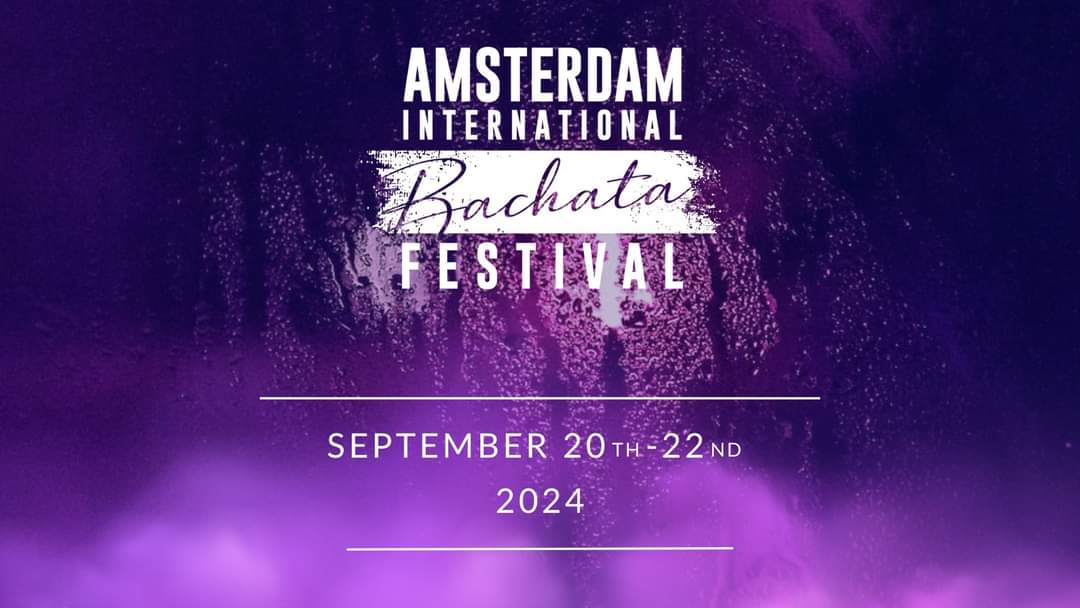 AMSTERDAM
INTERNATIONAL
Bachata
FESTIVAL
SEPTEMBER 20TH-22ND
2024